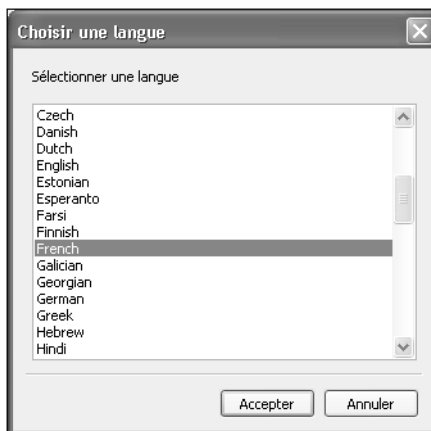 Choisir une langue
Sélectionner une langue
Czech
Danish
Dutch
English
Estonian
Esperanto
Farsi
Finnish
French
Galician
Georgian
German
Greek
Hebrew
Hindi
Accepter Annuler